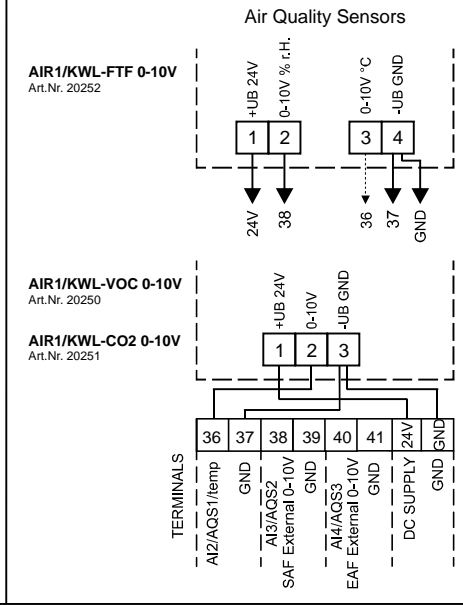 Air Quality Sensors
AIR1/KWL-FTF 0-10V
Art.Nr. 20252
+UB 24V
0-10V % r.H.
0-10V °C
-UB GND
1 2 3 4
24V
38
36
37
GND
AIR1/KWL-VOC 0-10V
Art.Nr. 20250
AIR1/KWL-CO2 0-10V
Art.Nr. 20251
+UB 24V
0-10V
-UB GND
1 2 3
36 37 38 39 40 41 24V GND
TERMINALS
AI2/AQS1/temp
GND
AI3/AQS2
SAF External 0-10V
GND
AI4/AQS3
EAF External 0-10V
GND
DC SUPPLY
GND